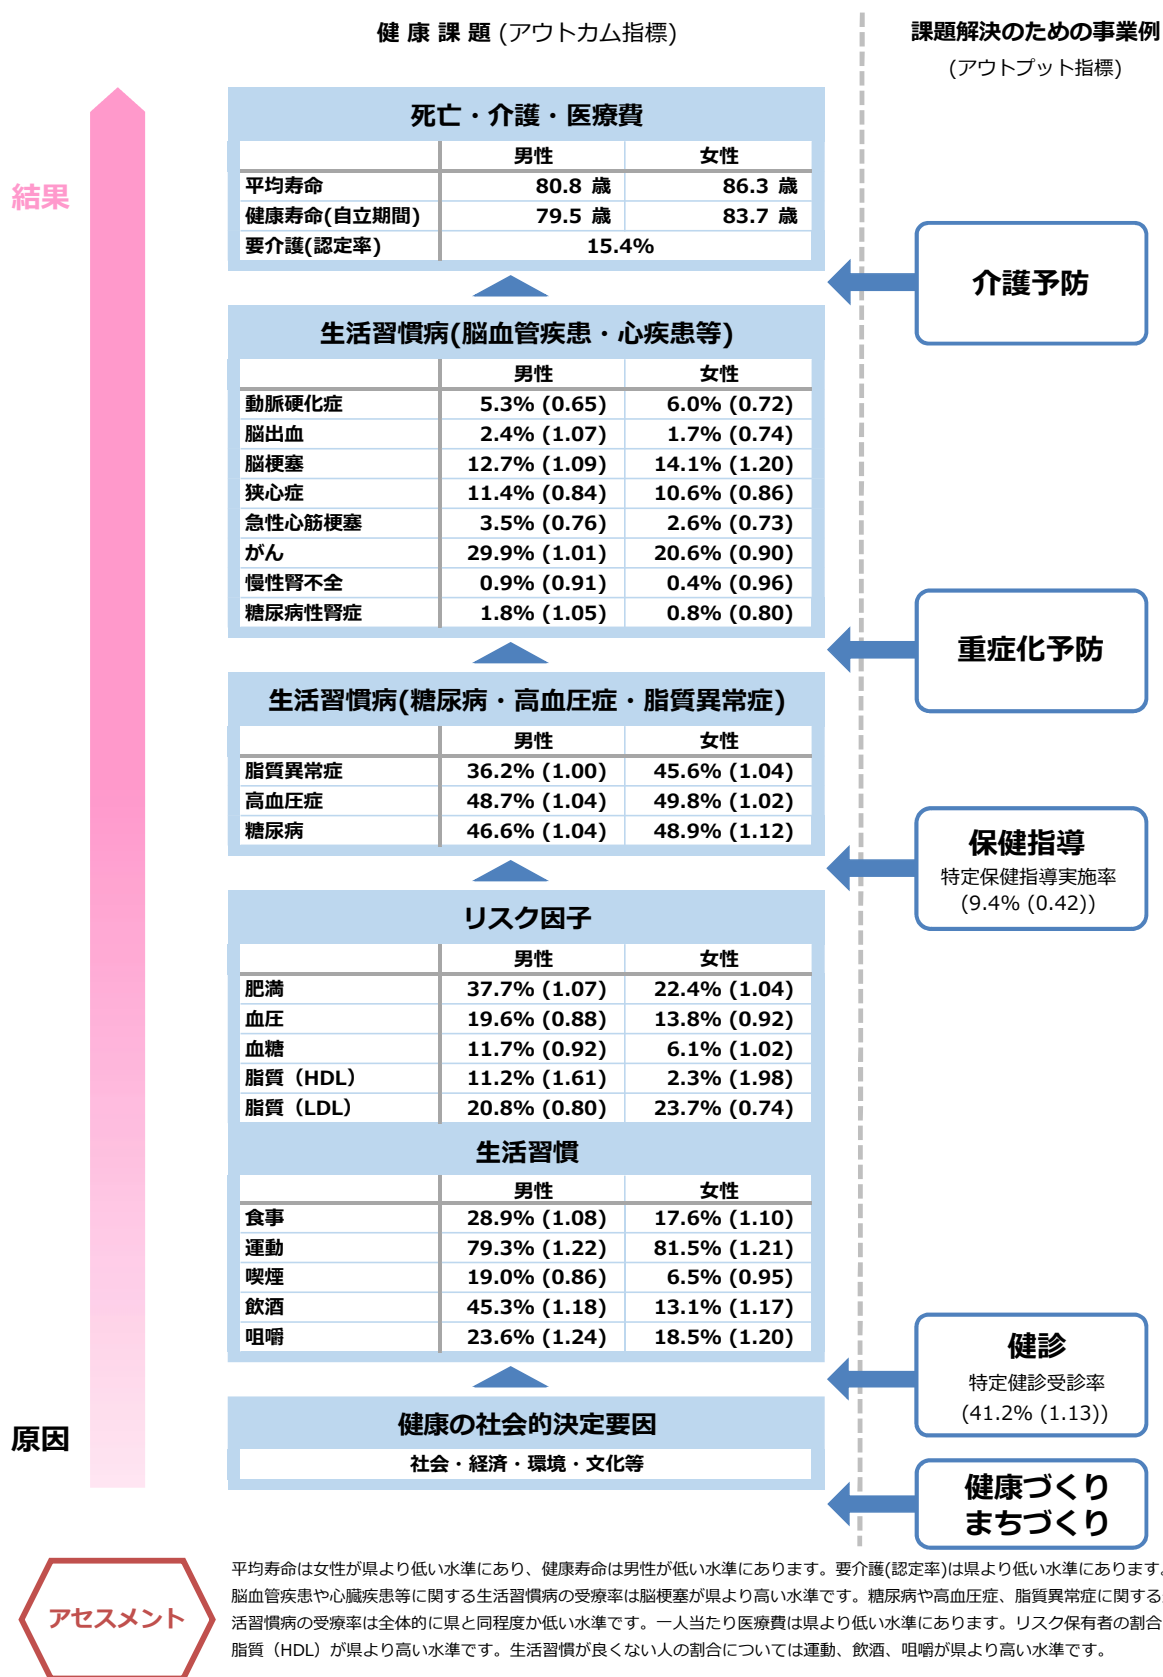 健 康 課 題 (アウトカム指標)
課題解決のための事業例
(アウトプット指標)
結果
死亡・介護・医療費
男性 女性
平均寿命 80.8 歳 86.3 歳
健康寿命(自立期間) 79.5 歳 83.7 歳
要介護(認定率) 15.4%
介護予防
生活習慣病(脳血管疾患・心疾患等)
男性 女性
動脈硬化症 5.3% (0.65) 6.0% (0.72)
脳出血 2.4% (1.07) 1.7% (0.74)
脳梗塞 12.7% (1.09) 14.1% (1.20)
狭心症 11.4% (0.84) 10.6% (0.86)
急性心筋梗塞 3.5% (0.76) 2.6% (0.73)
がん 29.9% (1.01) 20.6% (0.90)
慢性腎不全 0.9% (0.91) 0.4% (0.96)
糖尿病性腎症 1.8% (1.05) 0.8% (0.80)
重症化予防
生活習慣病(糖尿病・高血圧症・脂質異常症)
男性 女性
脂質異常症 36.2% (1.00) 45.6% (1.04)
高血圧症 48.7% (1.04) 49.8% (1.02)
糖尿病 46.6% (1.04) 48.9% (1.12)
保健指導
特定保健指導実施率
(9.4% (0.42))
リスク因子
男性 女性
肥満 37.7% (1.07) 22.4% (1.04)
血圧 19.6% (0.88) 13.8% (0.92)
血糖 11.7% (0.92) 6.1% (1.02)
脂質（HDL） 11.2% (1.61) 2.3% (1.98)
脂質（LDL） 20.8% (0.80) 23.7% (0.74)
生活習慣
男性 女性
食事 28.9% (1.08) 17.6% (1.10)
運動 79.3% (1.22) 81.5% (1.21)
喫煙 19.0% (0.86) 6.5% (0.95)
飲酒 45.3% (1.18) 13.1% (1.17)
咀嚼 23.6% (1.24) 18.5% (1.20)
健診
特定健診受診率
(41.2% (1.13))
原因
健康の社会的決定要因
社会・経済・環境・文化等
健康づくり
まちづくり
アセスメント
平均寿命は女性が県より低い水準にあり、健康寿命は男性が低い水準にあります。要介護(認定率)は県より低い水準にあります。
脳血管疾患や心臓疾患等に関する生活習慣病の受療率は脳梗塞が県より高い水準です。糖尿病や高血圧症、脂質異常症に関する
活習慣病の受療率は全体的に県と同程度か低い水準です。一人当たり医療費は県より低い水準にあります。リスク保有者の割合
脂質（HDL）が県より高い水準です。生活習慣が良くない人の割合については運動、飲酒、咀嚼が県より高い水準です。